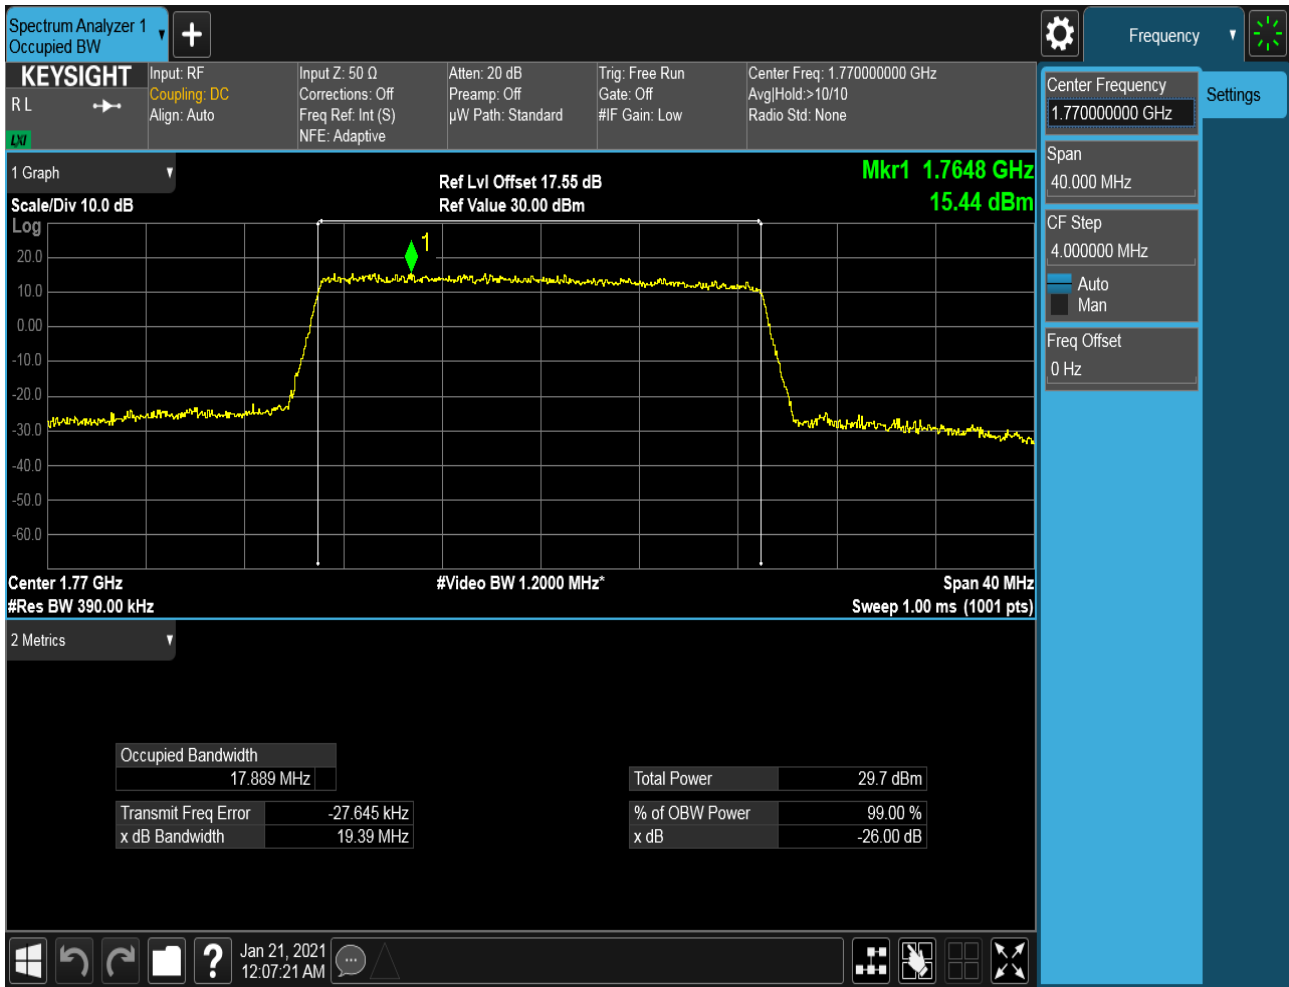 Spectrum Analyzer 1
Occupied BW
Frequency
KEYSIGHT
R L
LXI
Input: RF
Coupling: DC
Align: Auto
Input Z: 50 Ω
Corrections: Off
Freq Ref: Int (S)
NFE: Adaptive
Atten: 20 dB
Preamp: Off
µW Path: Standard
Trig: Free Run
Gate: Off
#IF Gain: Low
Center Freq: 1.770000000 GHz
Avg|Hold:>10/10
Radio Std: None
Center Frequency
1.770000000 GHz
Settings
Span
40.000 MHz
CF Step
4.000000 MHz
Auto
Man
Freq Offset
0 Hz
1 Graph
Scale/Div 10.0 dB
Log
Ref Lvl Offset 17.55 dB
Ref Value 30.00 dBm
Mkr1 1.7648 GHz
15.44 dBm
1
20.0
10.0
0.00
-10.0
-20.0
-30.0
-40.0
-50.0
-60.0
Center 1.77 GHz
#Video BW 1.2000 MHz*
Span 40 MHz
#Res BW 390.00 kHz
Sweep 1.00 ms (1001 pts)
2 Metrics
Occupied Bandwidth
17.889 MHz
Total Power 29.7 dBm
Transmit Freq Error -27.645 kHz
% of OBW Power 99.00 %
x dB Bandwidth 19.39 MHz
x dB -26.00 dB
?
Jan 21, 2021
12:07:21 AM